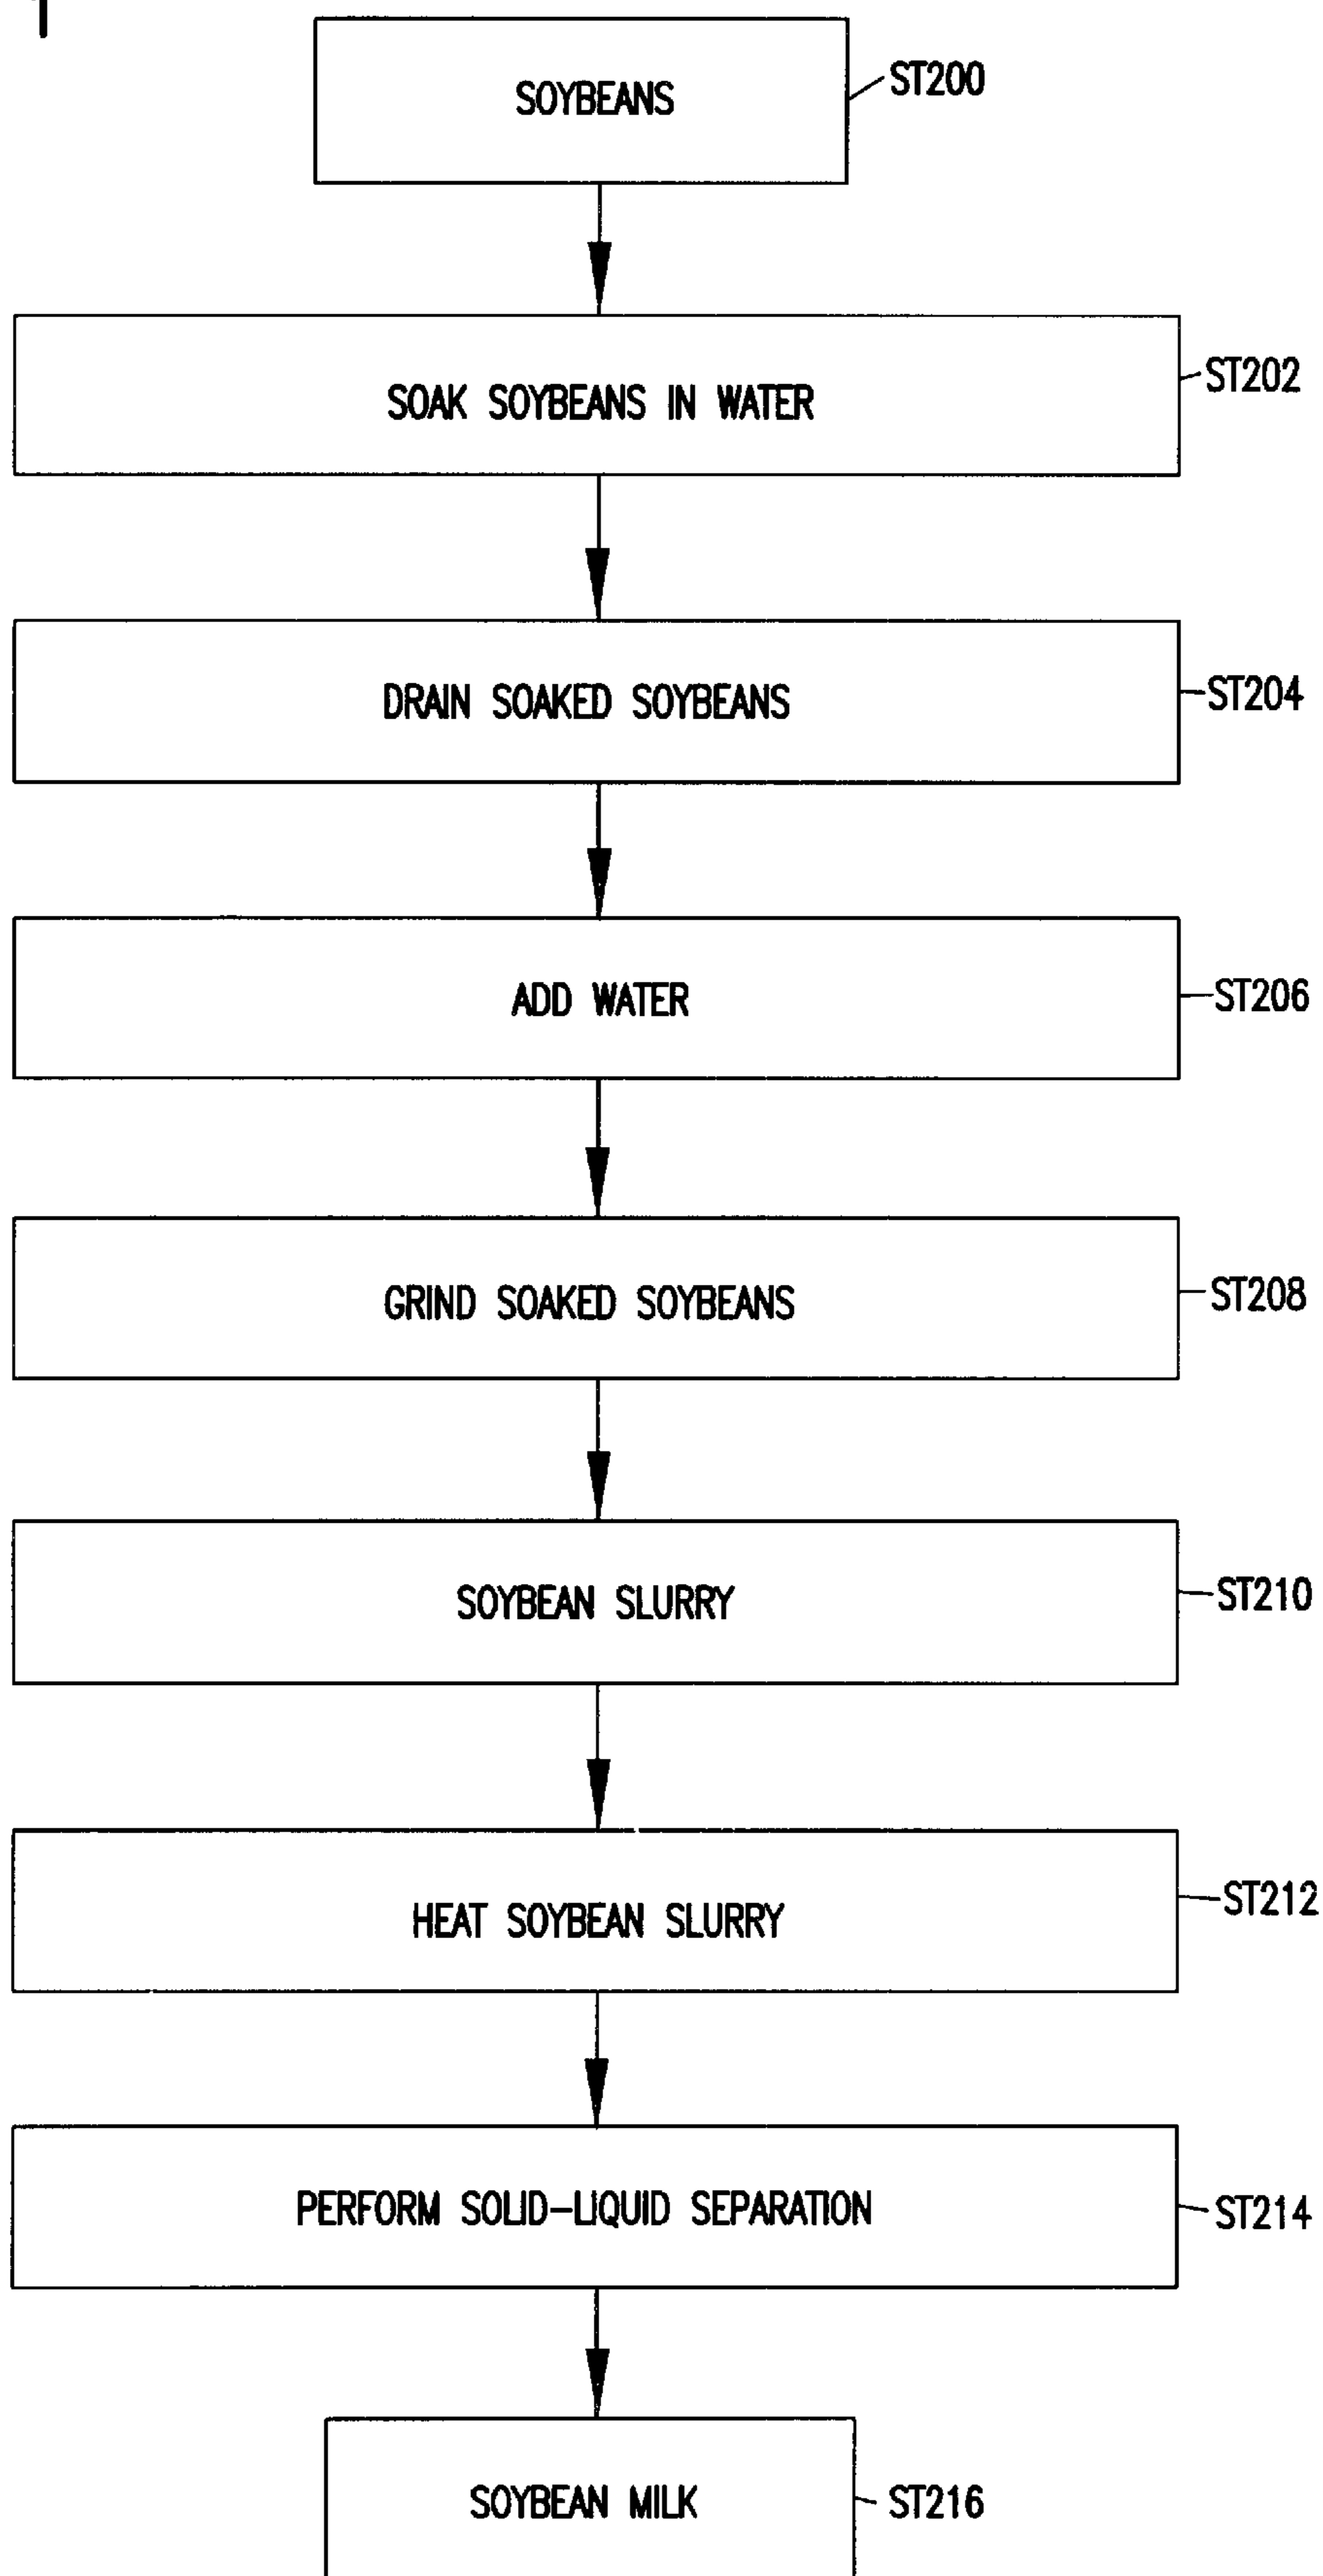 SOYBEANS
ST200
SOAK SOYBEANS IN WATER
ST202
DRAIN SOAKED SOYBEANS
ST204
ADD WATER
ST206
GRIND SOAKED SOYBEANS
ST208
SOYBEAN SLURRY
ST210
HEAT SOYBEAN SLURRY
ST212
PERFORM SOLID-LIQUID SEPARATION
ST214
SOYBEAN MILK
ST216